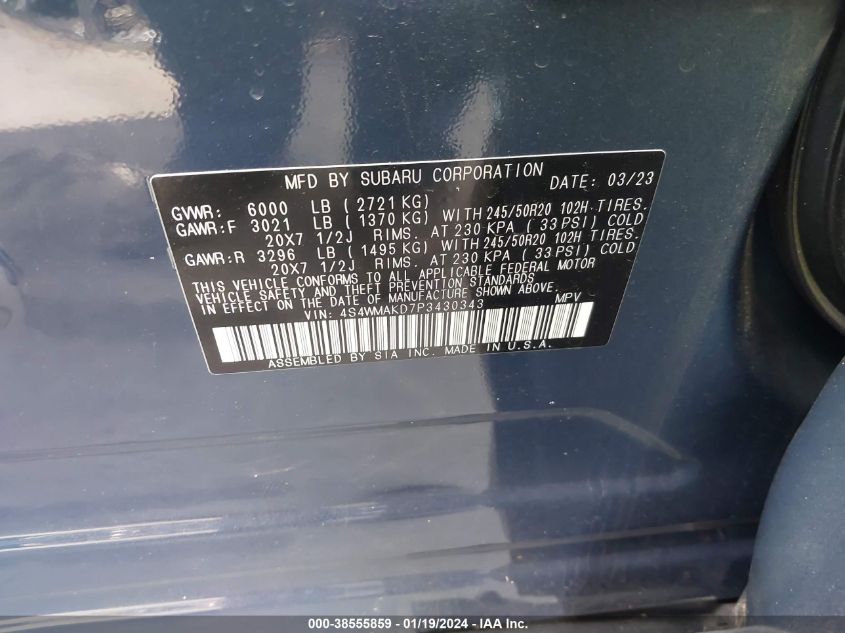 MFD BY SUBARU CORPORATION DATE: 03/23
GVWR: 6000 LB ( 2721 KG)
GAWR: F 3021 LB ( 1370 KG) WITH 245/50R20 102H TIRES.
20X7 1/2J RIMS. AT 230 KPA ( 33 PSI) COLD
GAWR: R 3296 LB ( 1495 KG) WITH 245/50R20 102H TIRES.
20X7 1/2J RIMS. AT 230 KPA ( 33 PSI) COLD
THIS VEHICLE CONFORMS TO ALL APPLICABLE FEDERAL MOTOR
VEHICLE SAFETY AND THEFT PREVENTION STANDARDS
IN EFFECT ON THE DATE OF MANUFACTURE SHOWN ABOVE.
VIN: 4S4WMAKD7P3430343 MPV
ASSEMBLED BY SIA INC. MADE IN U.S.A.
000-38555859 - 01/19/2024 - IAA Inc.